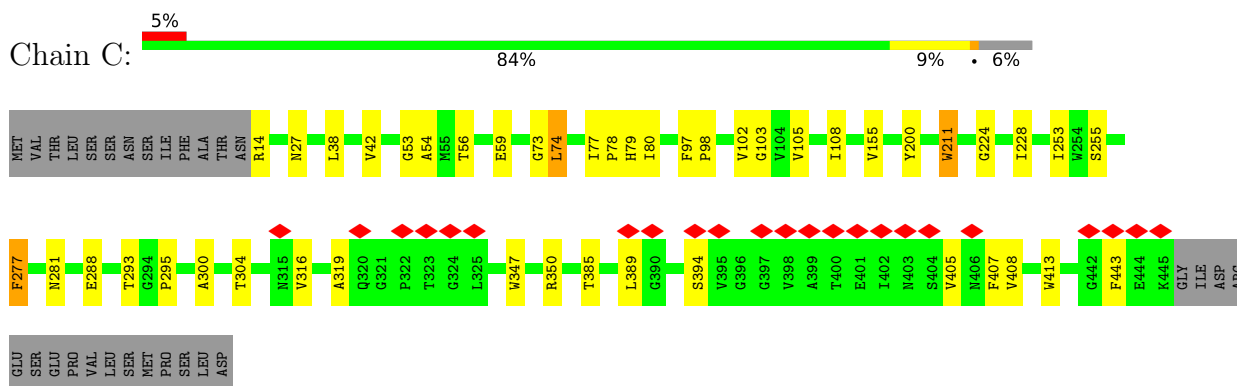 5%
Chain C:
84% 9% • 6%
MET VAL THR LEU SER SER ASN SER ILE PHE ALA THR ASN R14 N27 L38 V42 G53 A54 M55 T56 E59 G73 L74 I77 P78 H79 I80 F97 P98 V102 G103 V104 V105 I108 V155 Y200 W211 G224 I228 I253 W254 S255
F277 N281 E288 T293 G294 P295 A300 T304 N315 V316 A319 Q320 G321 P322 T323 G324 L325 W347 R350 T385 L389 G390 S394 V395 G396 G397 V398 A399 T400 E401 I402 N403 S404 V405 N406 F407 V408 W413 G442 F443 E444 K445 GLY ILE ASP ARG
GLU SER GLU PRO VAL LEU SER MET PRO SER LEU ASP